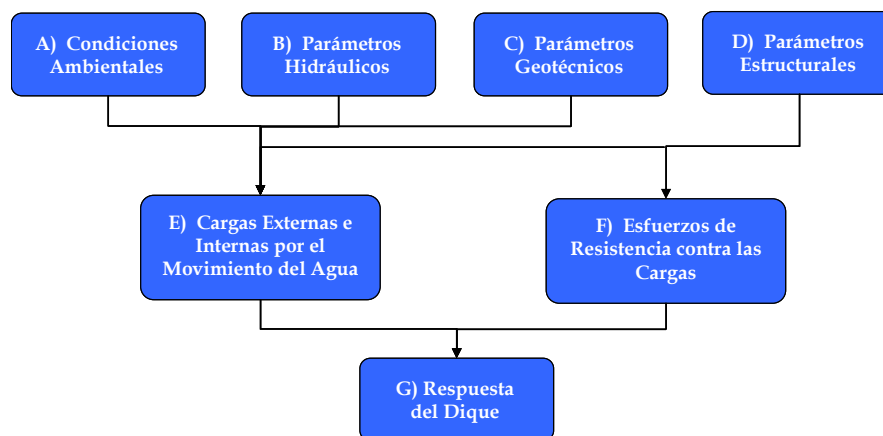 A) Condiciones
Ambientales
B) Parámetros
Hidráulicos
C) Parámetros
Geotécnicos
D) Parámetros
Estructurales
E) Cargas Externas e
Internas por el
Movimiento del Agua
F) Esfuerzos de
Resistencia contra las
Cargas
G) Respuesta
del Dique